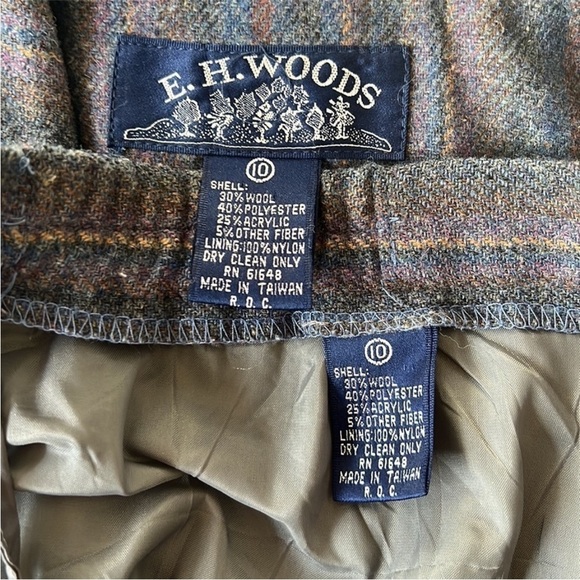 E.H.WOODS
10
SHELL:
30%WOOL
40%POLYESTER
25%ACRYLIC
5%OTHER FIBER
LINING:100%NYLON
DRY CLEAN ONLY
RN 61648
MADE IN TAIWAN
R.O.C.
10
SHELL:
30%WOOL
40%POLYESTER
25%ACRYLIC
5%OTHER FIBER
LINING:100%NYLON
DRY CLEAN ONLY
RN 61648
MADE IN TAIWAN
R.O.C.